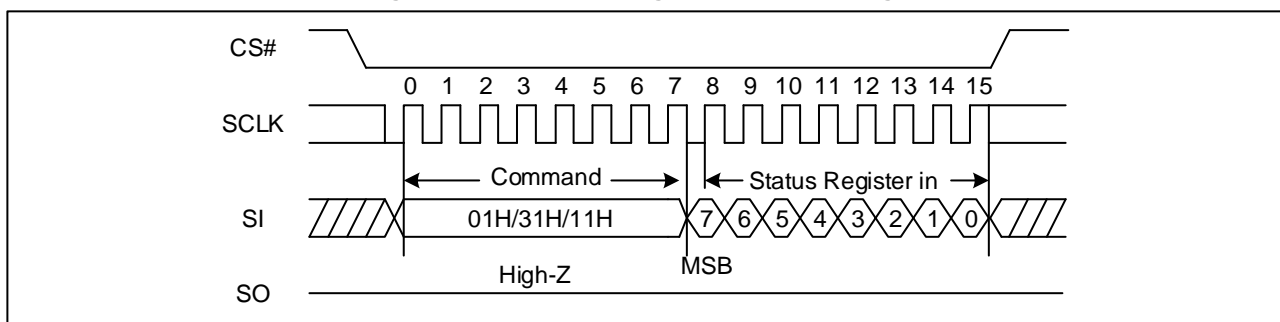 CS#
0 1 2 3 4 5 6 7 8 9 10 11 12 13 14 15
SCLK
Command Status Register in
SI 01H/31H/11H 7 6 5 4 3 2 1 0
High-Z MSB
SO